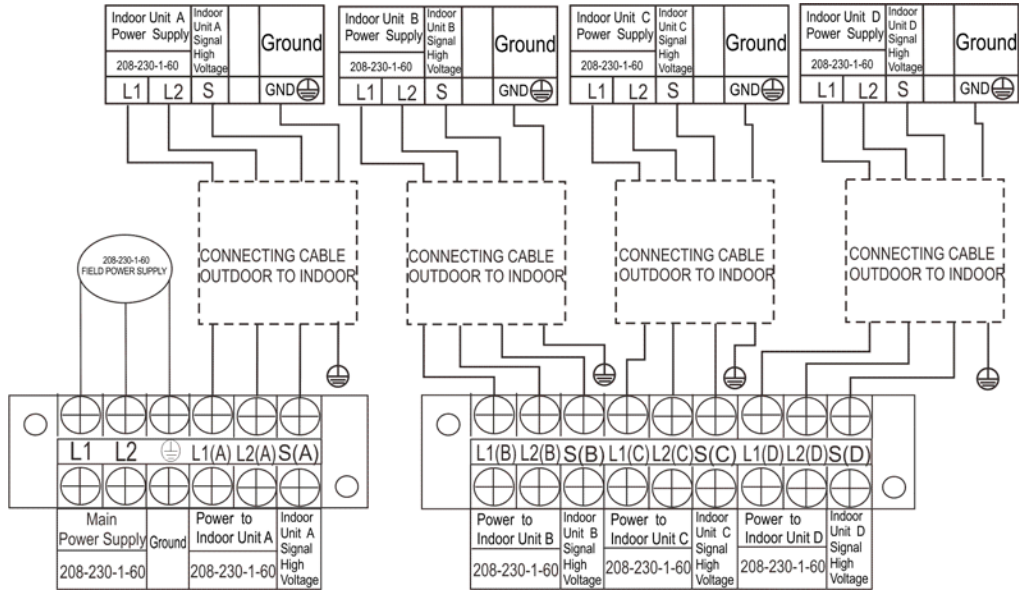 Indoor Unit A
Power Supply
208-230-1-60
Indoor
Unit A
Signal
High
Voltage
Ground
L1 L2 S GND
Indoor Unit B
Power Supply
208-230-1-60
Indoor
Unit B
Signal
High
Voltage
Ground
L1 L2 S GND
Indoor Unit C
Power Supply
208-230-1-60
Indoor
Unit C
Signal
High
Voltage
Ground
L1 L2 S GND
Indoor Unit D
Power Supply
208-230-1-60
Indoor
Unit D
Signal
High
Voltage
Ground
L1 L2 S GND
208-230-1-60
FIELD POWER SUPPLY
CONNECTING CABLE
OUTDOOR TO INDOOR
CONNECTING CABLE
OUTDOOR TO INDOOR
CONNECTING CABLE
OUTDOOR TO INDOOR
CONNECTING CABLE
OUTDOOR TO INDOOR
L1 L2 L1(A) L2(A) S(A)
Main
Power Supply
208-230-1-60
Ground
Power to
Indoor Unit A
208-230-1-60
Indoor
Unit A
Signal
High
Voltage
L1(B) L2(B) S(B) L1(C) L2(C) S(C) L1(D) L2(D) S(D)
Power to
Indoor Unit B
208-230-1-60
Indoor
Unit B
Signal
High
Voltage
Power to
Indoor Unit C
208-230-1-60
Indoor
Unit C
Signal
High
Voltage
Power to
Indoor Unit D
208-230-1-60
Indoor
Unit D
Signal
High
Voltage